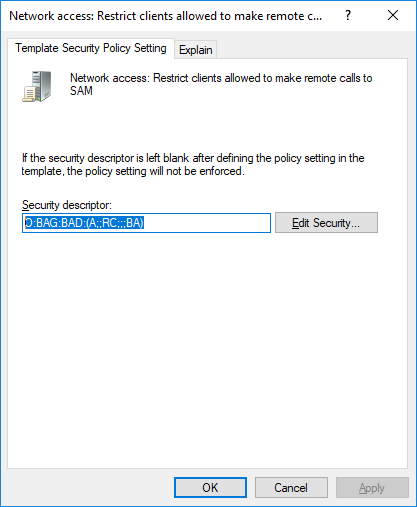 Network access: Restrict clients allowed to make remote c...
?
Template Security Policy Setting
Explain
Network access: Restrict clients allowed to make remote calls to
SAM
If the security descriptor is left blank after defining the policy setting in the
template, the policy setting will not be enforced.
Security descriptor:
O:BAG:BAD:(A;;RC;;;BA)
Edit Security...
OK
Cancel
Apply